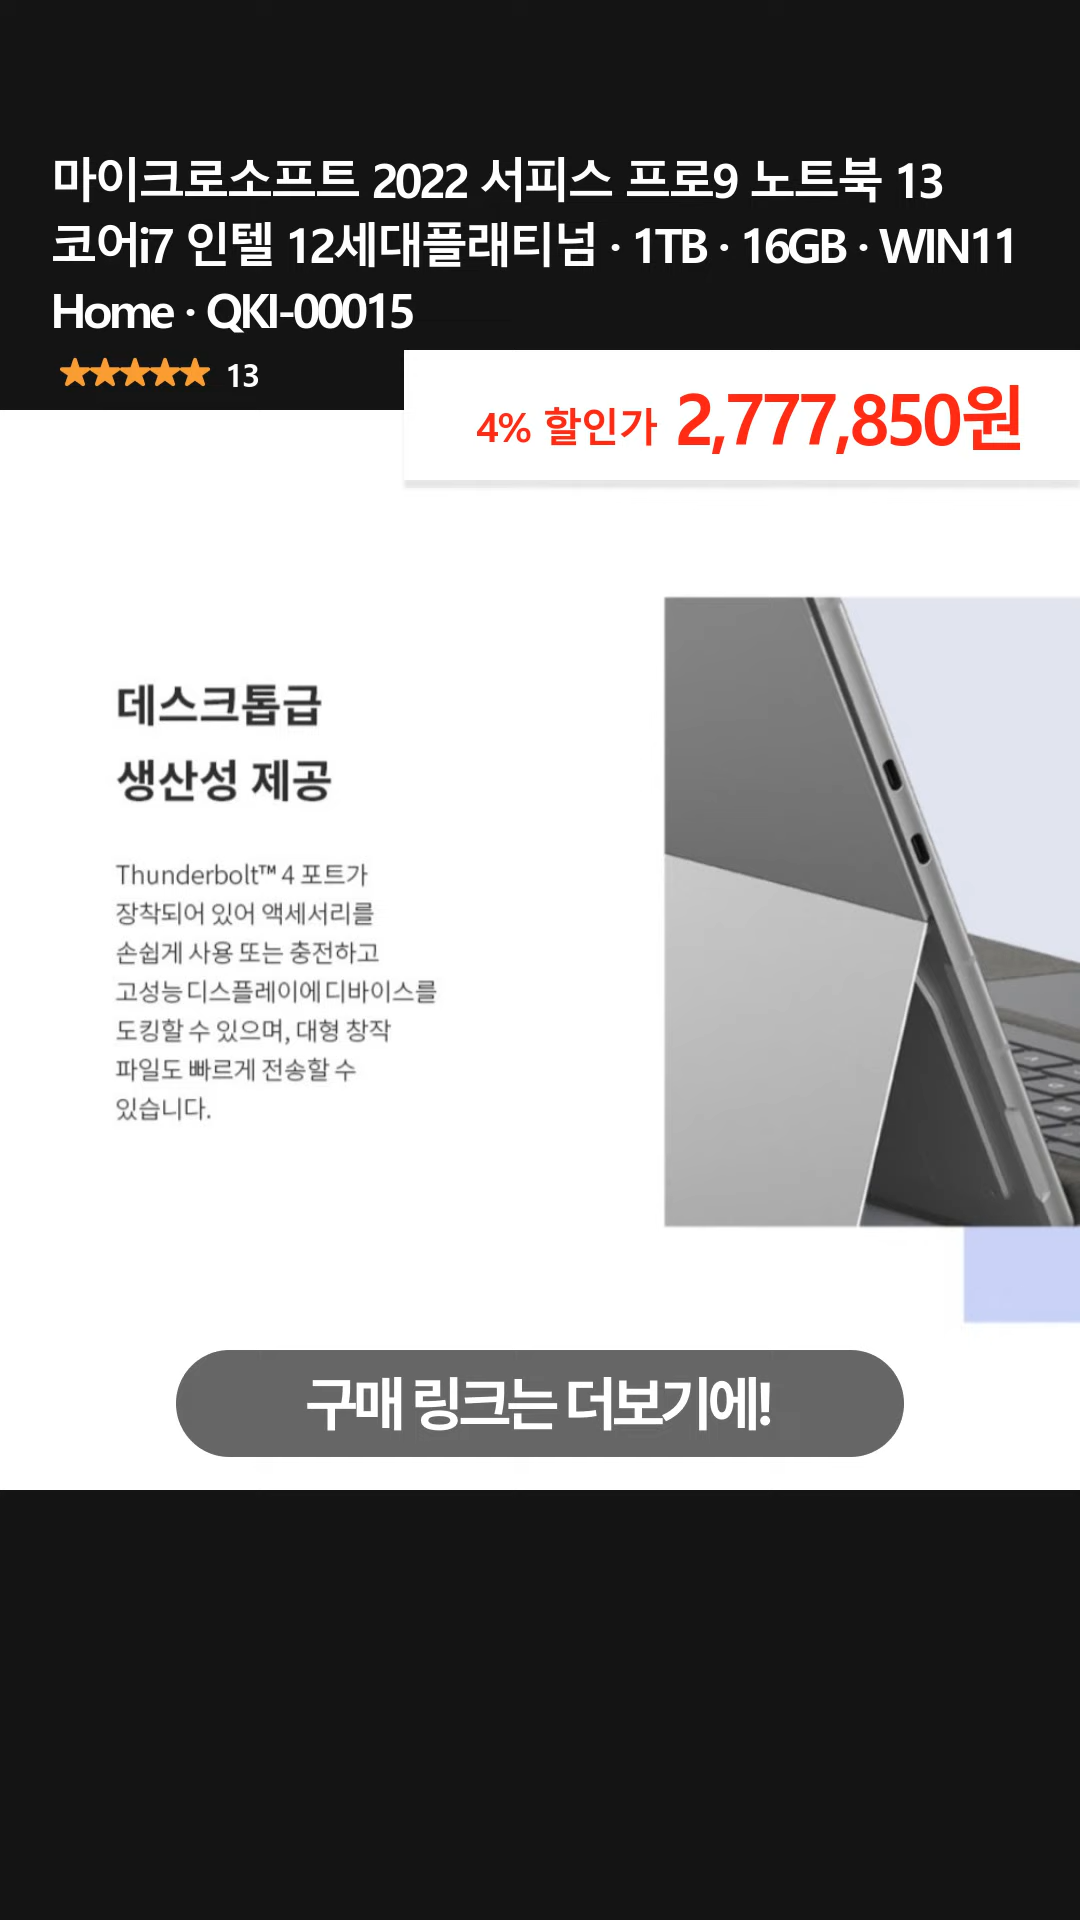 마이크로소프트 2022 서피스 프로9 노트북 13
코어i7 인텔 12세대플래티넘 · 1TB · 16GB · WIN11
Home · QKI-00015
★★★★★ 13
4% 할인가 2,777,850원
데스크톱급
생산성 제공
Thunderbolt™ 4 포트가
장착되어 있어 액세서리를
손쉽게 사용 또는 충전하고
고성능 디스플레이에 디바이스를
도킹할 수 있으며, 대형 창작
파일도 빠르게 전송할 수
있습니다.
구매 링크는 더보기에!